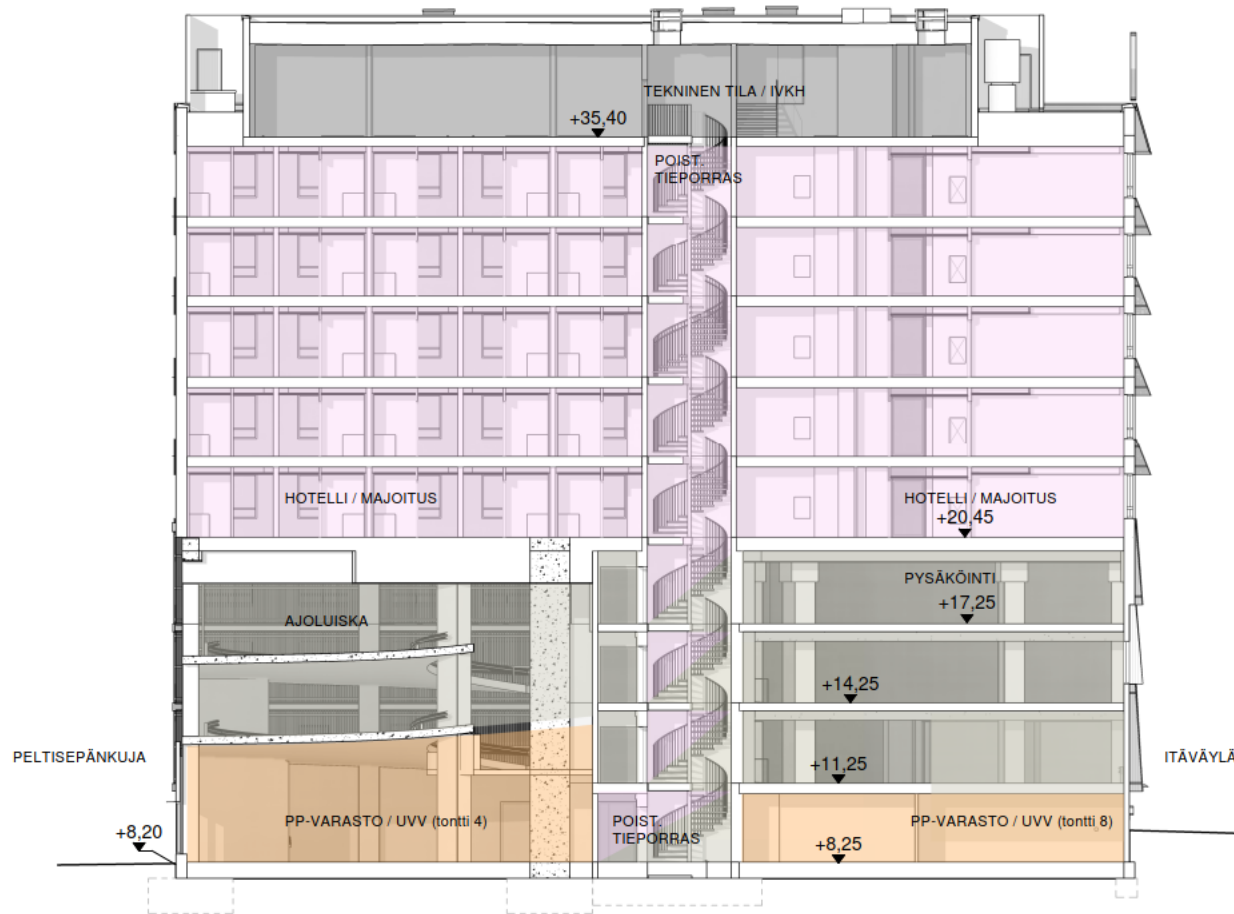 TEKNINEN TILA / IVKH
+35,40
POIST.
TIEPORRAS
HOTELLI / MAJOITUS
HOTELLI / MAJOITUS
+20,45
PYSÄKÖINTI
+17,25
AJOLUISKA
+14,25
PELTISEPÄNKUJA
ITÄVÄYLÄ
+11,25
PP-VARASTO / UVV (tontti 4)
POIST.
TIEPORRAS
PP-VARASTO / UVV (tontti 8)
+8,20
+8,25